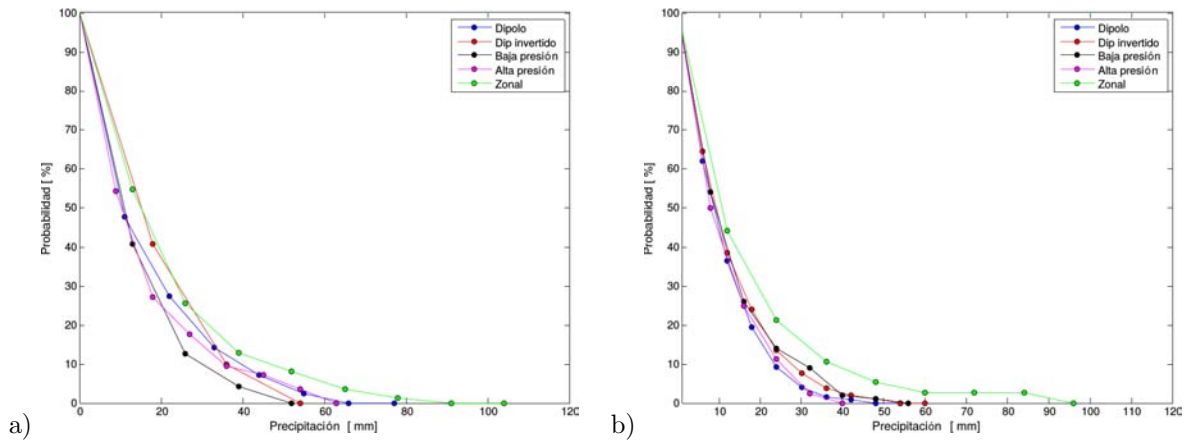 100
90
80
70
60
50
40
30
20
10
0
0 20 40 60 80 100 120
Probabilidad [ %]
Precipitación [ mm]
Dipolo
Dip invertido
Baja presión
Alta presión
Zonal
a)
100
90
80
70
60
50
40
30
20
10
0
10 20 30 40 50 60 70 80 90 100 110 120
Probabilidad [ %]
Precipitación [ mm]
Dipolo
Dip invertido
Baja presión
Alta presión
Zonal
b)